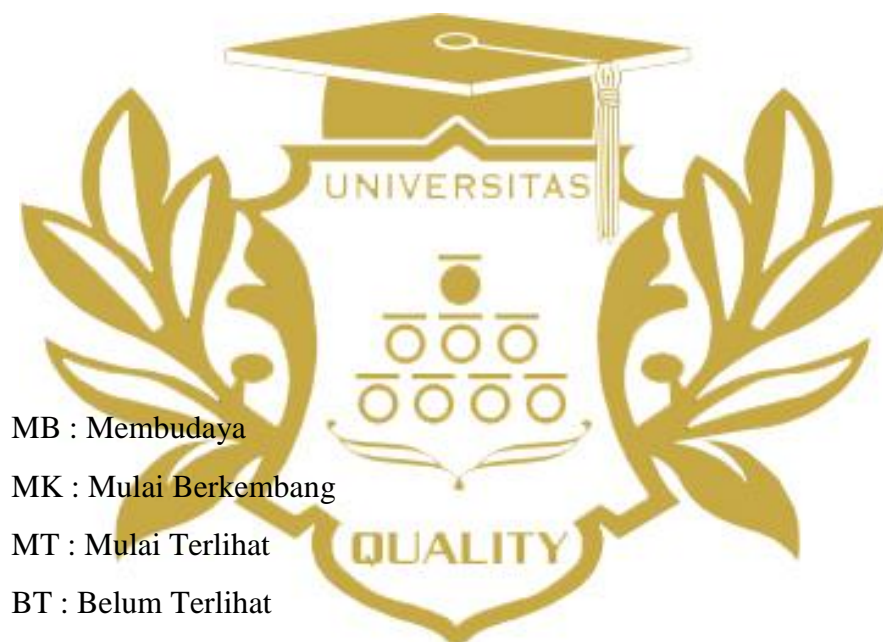 UNIVERSITAS
MB : Membudaya
MK : Mulai Berkembang
MT : Mulai Terlihat
QUALITY
BT : Belum Terlihat